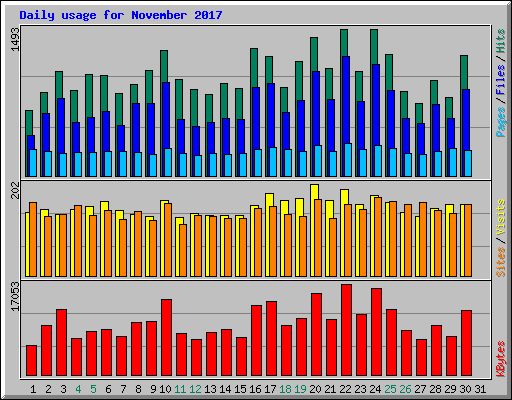 Daily usage for November 2017
1493
Pages / Files / Hits
202
Sites / Visits
17053
KBytes
1 2 3 4 5 6 7 8 9 10 11 12 13 14 15 16 17 18 19 20 21 22 23 24 25 26 27 28 29 30 31